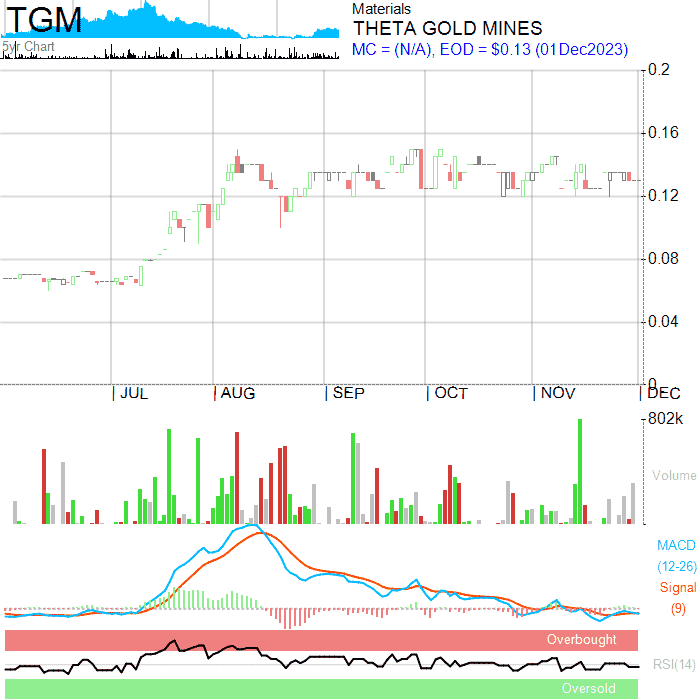 TGM
5yr Chart
Materials
THETA GOLD MINES
MC = (N/A), EOD = $0.13 (01Dec2023)
0.2
0.16
0.12
0.08
0.04
0
JUL AUG SEP OCT NOV DEC
802k
Volume
MACD
(12-26)
Signal
(9)
Overbought
RSI(14)
Oversold